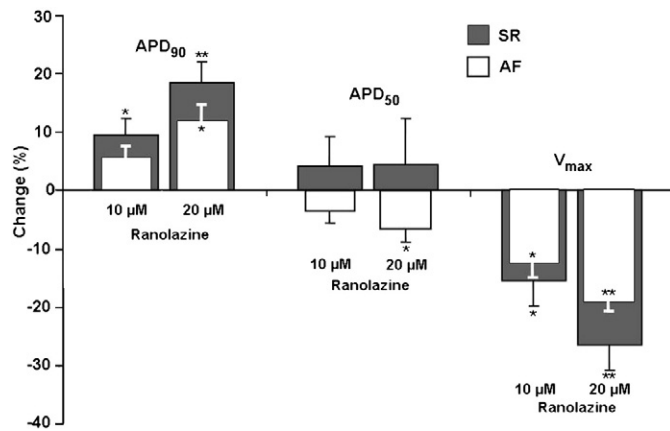 30
20
10
0
-10
-20
-30
-40
Change (%)
SR
AF
APD90
*
**
*
10 µM 20 µM
Ranolazine
APD50
10 µM 20 µM
*
Ranolazine
Vmax
*
*
**
**
10 µM 20 µM
Ranolazine